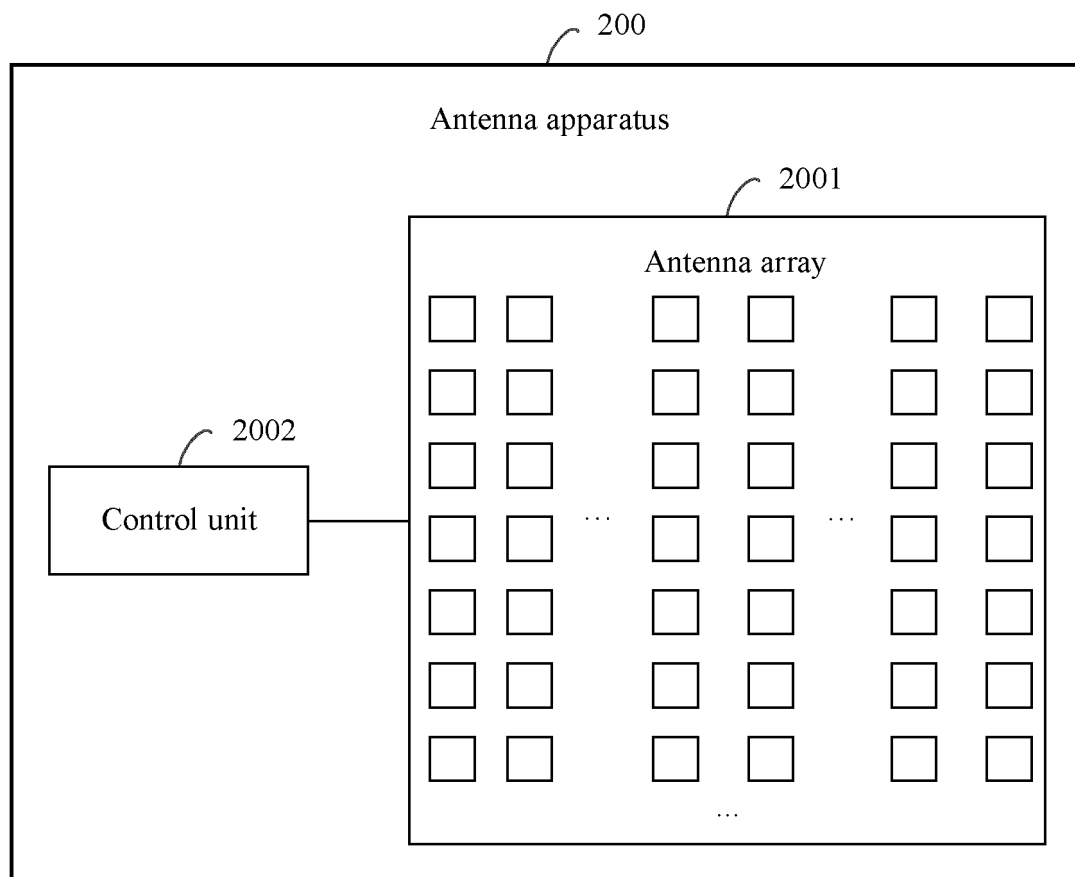 200
Antenna apparatus
2001
Antenna array
2002
Control unit
... ...
...